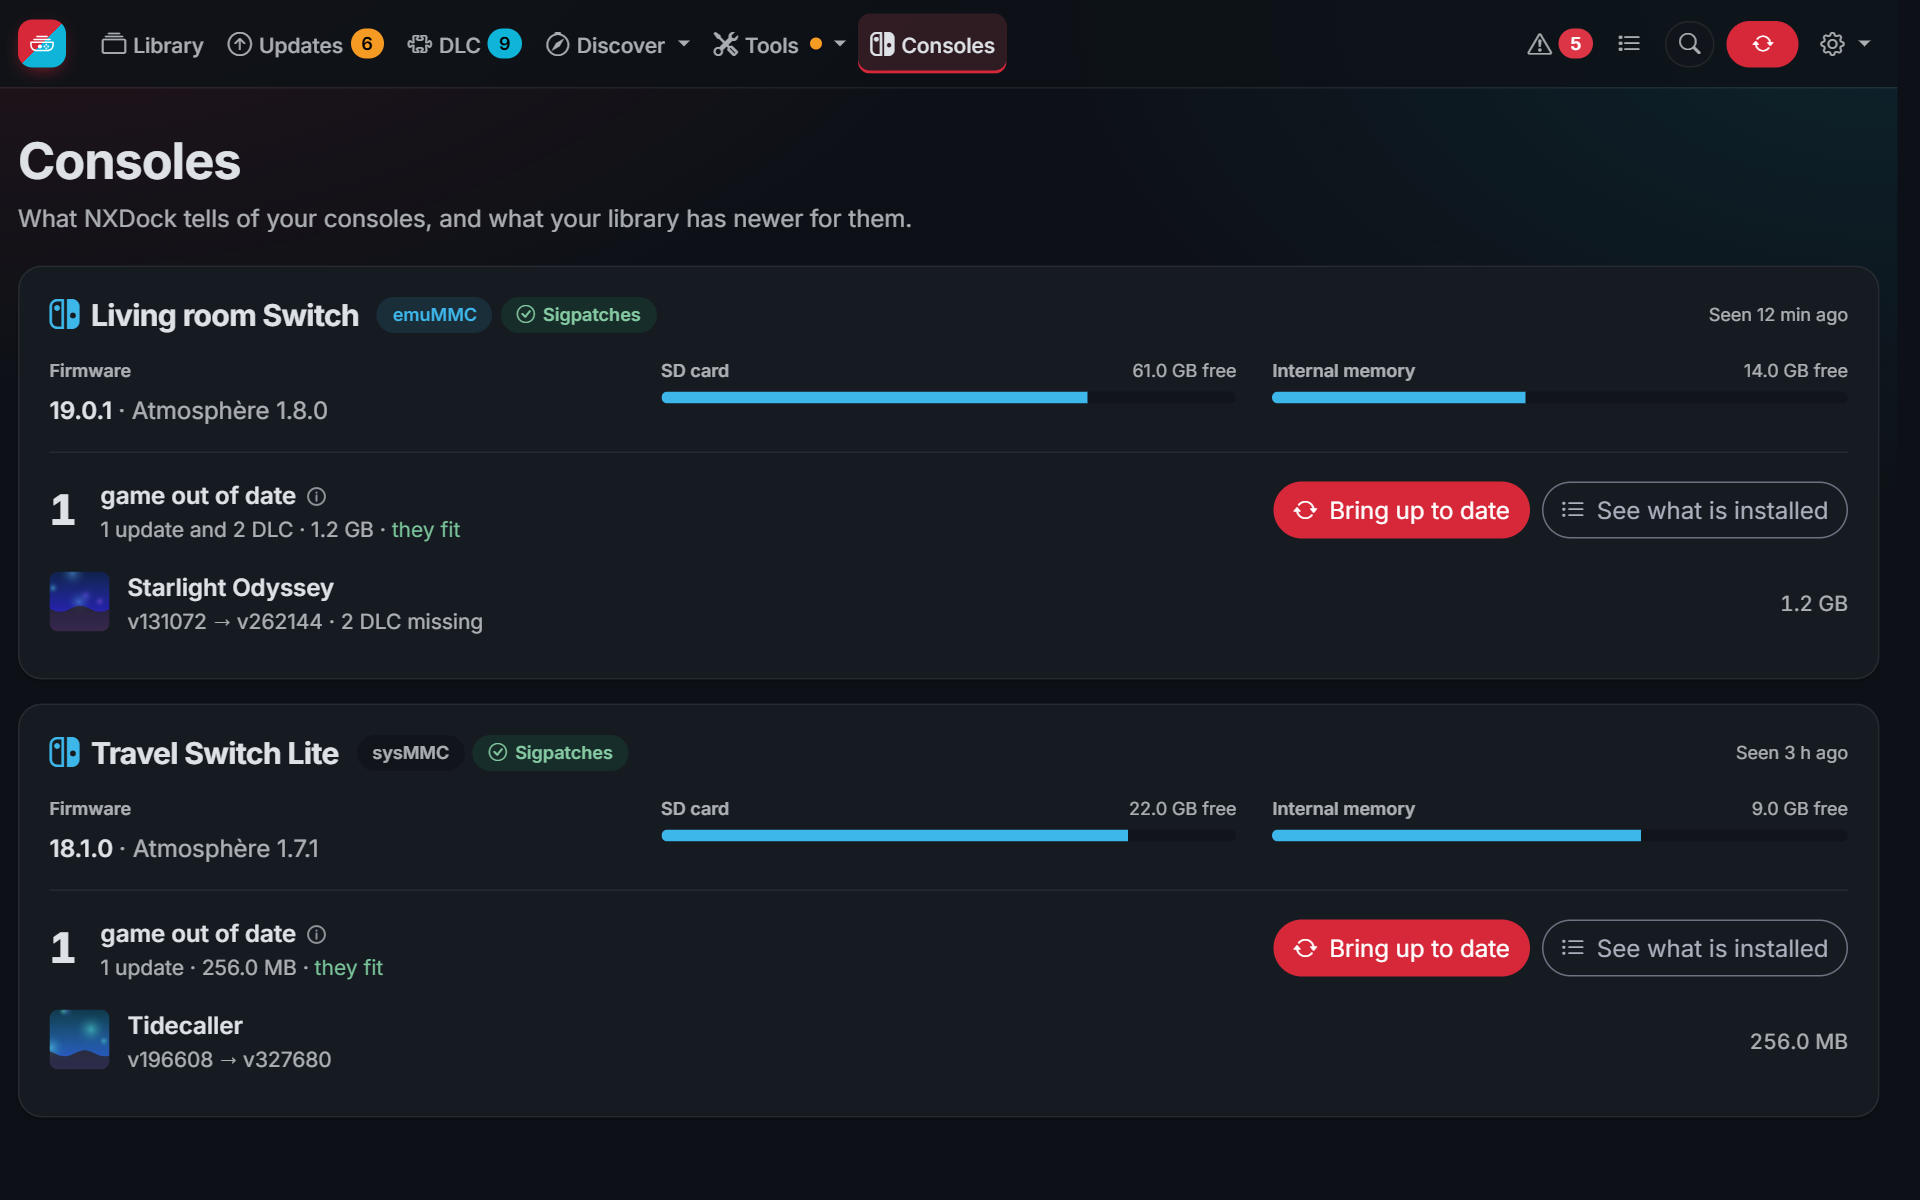 Library
Updates 6
DLC 9
Discover
Tools
Consoles
5
Consoles
What NXDock tells of your consoles, and what your library has newer for them.
Living room Switch
emuMMC
Sigpatches
Seen 12 min ago
Firmware
19.0.1 · Atmosphère 1.8.0
SD card
61.0 GB free
Internal memory
14.0 GB free
1
game out of date
1 update and 2 DLC · 1.2 GB · they fit
Bring up to date
See what is installed
Starlight Odyssey
v131072 → v262144 · 2 DLC missing
1.2 GB
Travel Switch Lite
sysMMC
Sigpatches
Seen 3 h ago
Firmware
18.1.0 · Atmosphère 1.7.1
SD card
22.0 GB free
Internal memory
9.0 GB free
1
game out of date
1 update · 256.0 MB · they fit
Bring up to date
See what is installed
Tidecaller
v196608 → v327680
256.0 MB